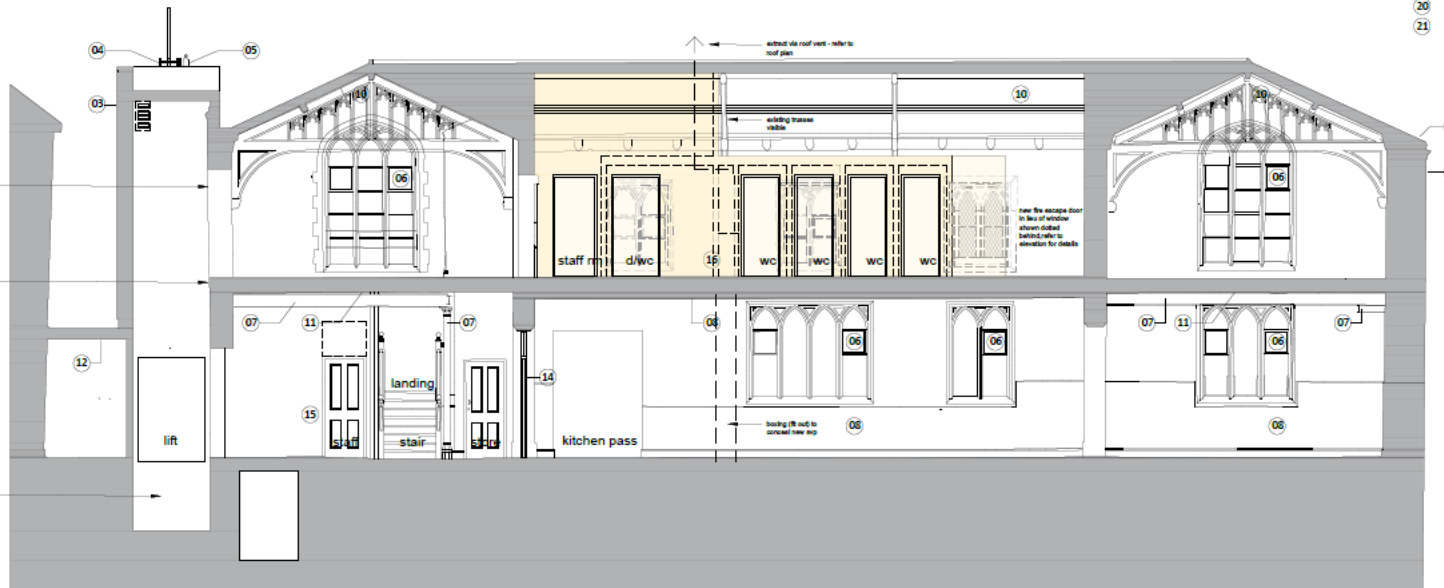 20
21
04
05
extract via roof vent - refer to
roof plan
03
10
10
10
existing trusses
visible
06
06
new fire escape door
in lieu of window
shown dotted
behind,refer to
elevation for details
staff rm
d/wc
16
wc
wc
wc
wc
07
11
07
08
07
11
07
06
06
06
12
14
landing
15
boxing (fit out) to
conceal new svp
08
08
lift
staff
stair
store
kitchen pass